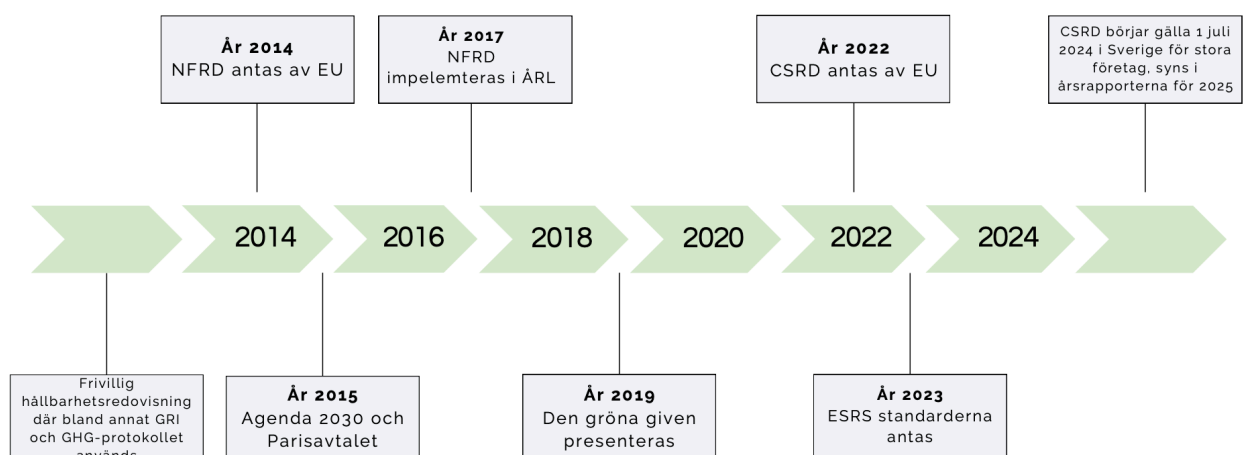 År 2014
NFRD antas av EU
År 2017
NFRD
impelemteras i ÅRL
År 2022
CSRD antas av EU
CSRD börjar gälla 1 juli
2024 i Sverige för stora
företag, syns i
årsrapporterna för 2025
2014
2016
2018
2020
2022
2024
Frivillig
hållbarhetsredovisning
där bland annat GRI
och GHG-protokollet
används
År 2015
Agenda 2030 och
Parisavtalet
År 2019
Den gröna given
presenteras
År 2023
ESRS standarderna
antas